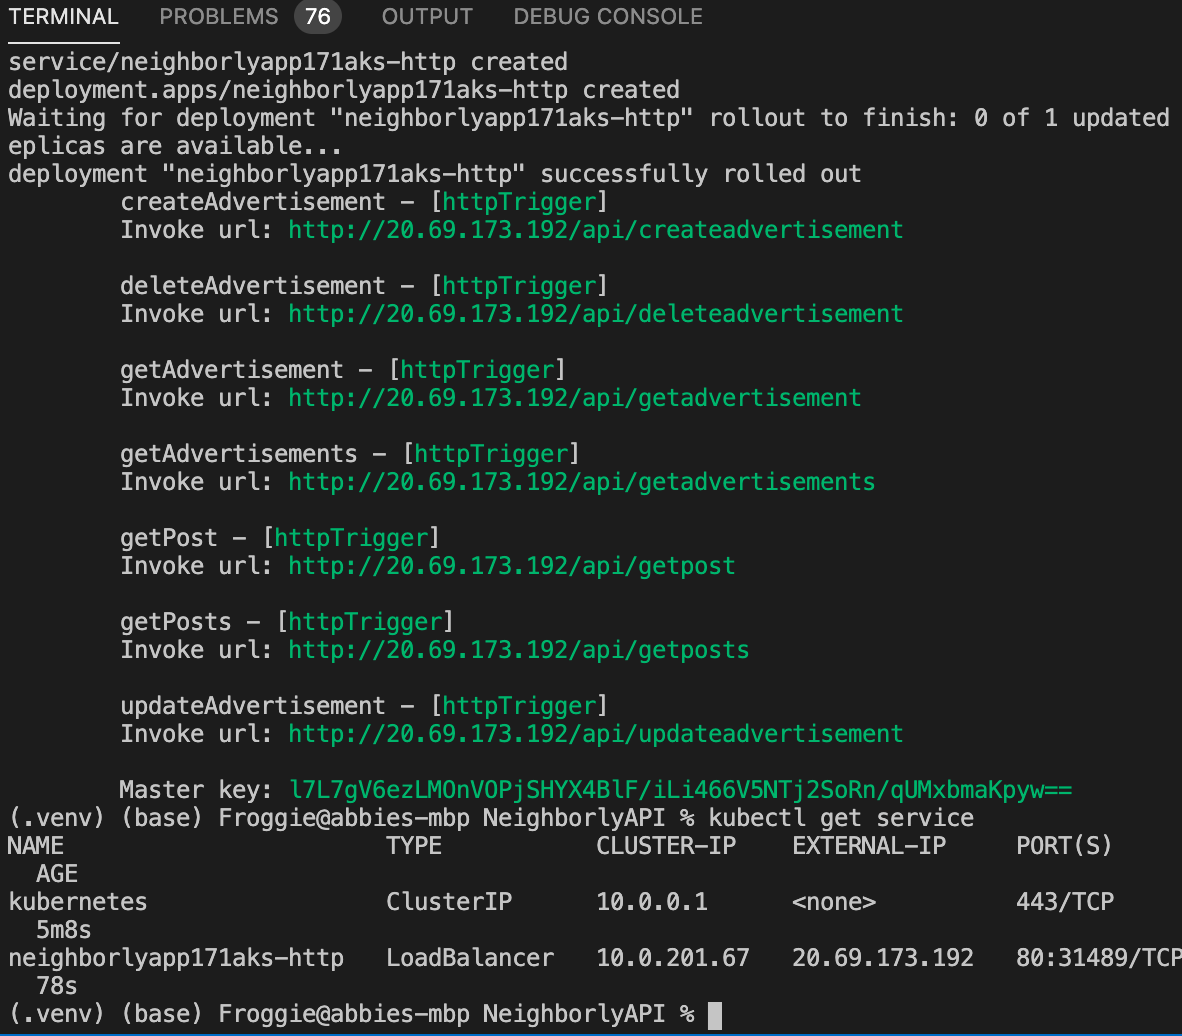 TERMINAL PROBLEMS 76 OUTPUT DEBUG CONSOLE
service/neighborlyapp171aks-http created
deployment.apps/neighborlyapp171aks-http created
Waiting for deployment "neighborlyapp171aks-http" rollout to finish: 0 of 1 updated
eplicas are available...
deployment "neighborlyapp171aks-http" successfully rolled out
createAdvertisement - [httpTrigger]
Invoke url: http://20.69.173.192/api/createadvertisement
deleteAdvertisement - [httpTrigger]
Invoke url: http://20.69.173.192/api/deleteadvertisement
getAdvertisement - [httpTrigger]
Invoke url: http://20.69.173.192/api/getadvertisement
getAdvertisements - [httpTrigger]
Invoke url: http://20.69.173.192/api/getadvertisements
getPost - [httpTrigger]
Invoke url: http://20.69.173.192/api/getpost
getPosts - [httpTrigger]
Invoke url: http://20.69.173.192/api/getposts
updateAdvertisement - [httpTrigger]
Invoke url: http://20.69.173.192/api/updateadvertisement
Master key: l7L7gV6ezLMOnVOPjSHYX4BlF/iLi466V5NTj2SoRn/qUMxbmaKpyw==
(.venv) (base) Froggie@abbies-mbp NeighborlyAPI % kubectl get service
NAME TYPE CLUSTER-IP EXTERNAL-IP PORT(S)
AGE
kubernetes ClusterIP 10.0.0.1 <none> 443/TCP
5m8s
neighborlyapp171aks-http LoadBalancer 10.0.201.67 20.69.173.192 80:31489/TCP
78s
(.venv) (base) Froggie@abbies-mbp NeighborlyAPI %